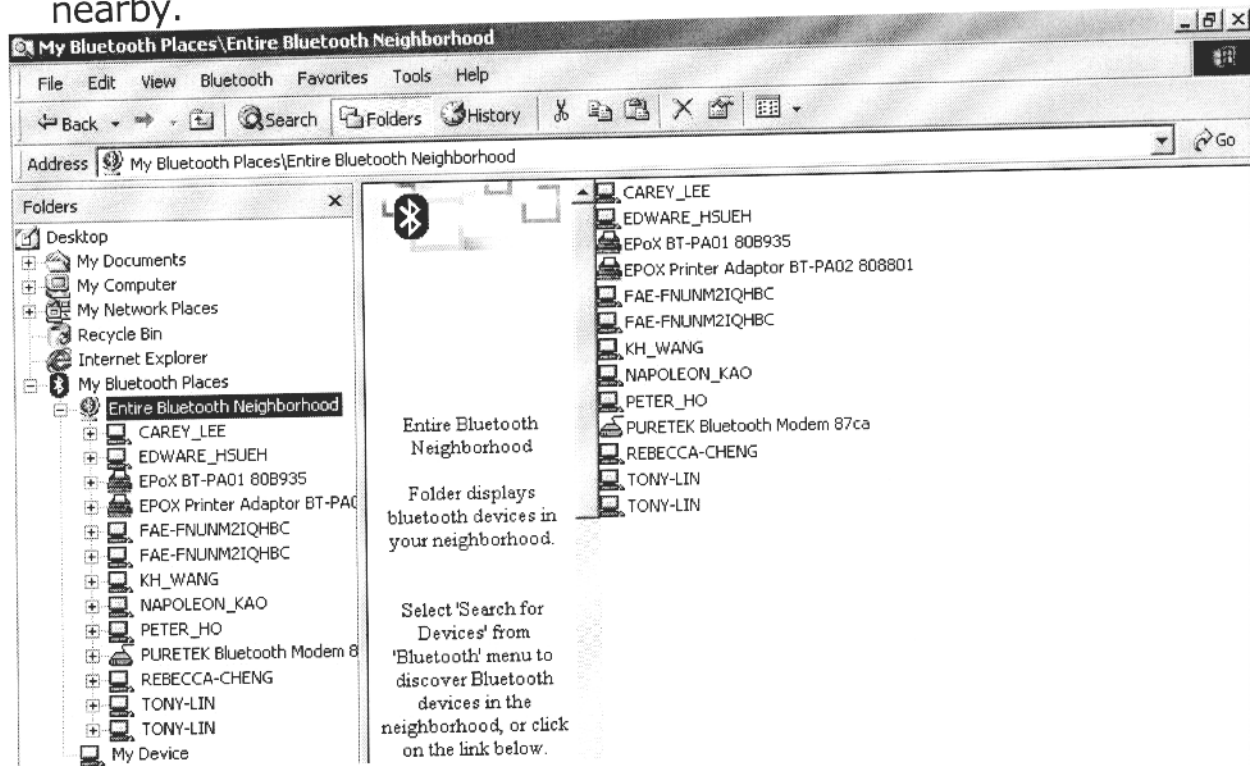 nearby.
My Bluetooth Places\Entire Bluetooth Neighborhood
File Edit View Bluetooth Favorites Tools Help
Back Search Folders History
Address My Bluetooth Places\Entire Bluetooth Neighborhood Go
Folders
Desktop
My Documents
My Computer
My Network Places
Recycle Bin
Internet Explorer
My Bluetooth Places
Entire Bluetooth Neighborhood
CAREY_LEE
EDWARE_HSUEH
EPoX BT-PA01 80B935
EPOX Printer Adaptor BT-PA0
FAE-FNUNM2IQHBC
FAE-FNUNM2IQHBC
KH_WANG
NAPOLEON_KAO
PETER_HO
PURETEK Bluetooth Modem 8
REBECCA-CHENG
TONY-LIN
TONY-LIN
My Device
Entire Bluetooth
Neighborhood
Folder displays
bluetooth devices in
your neighborhood.
Select 'Search for
Devices' from
'Bluetooth' menu to
discover Bluetooth
devices in the
neighborhood, or click
on the link below.
CAREY_LEE
EDWARE_HSUEH
EPoX BT-PA01 80B935
EPOX Printer Adaptor BT-PA02 808801
FAE-FNUNM2IQHBC
FAE-FNUNM2IQHBC
KH_WANG
NAPOLEON_KAO
PETER_HO
PURETEK Bluetooth Modem 87ca
REBECCA-CHENG
TONY-LIN
TONY-LIN